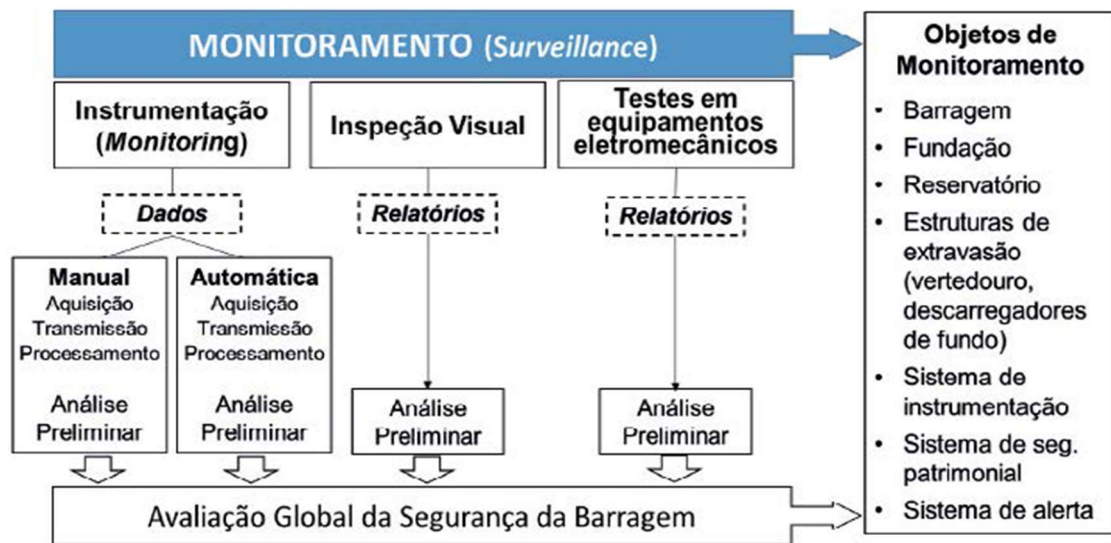 MONITORAMENTO (Surveillance)
Instrumentação
(Monitoring)
Inspeção Visual
Testes em
equipamentos
eletromecânicos
Dados
Relatórios
Relatórios
Manual
Aquisição
Transmissão
Processamento
Análise
Preliminar
Automática
Aquisição
Transmissão
Processamento
Análise
Preliminar
Análise
Preliminar
Análise
Preliminar
Avaliação Global da Segurança da Barragem
Objetos de
Monitoramento
• Barragem
• Fundação
• Reservatório
• Estruturas de
extravasão
(vertedouro,
descarregadores
de fundo)
• Sistema de
instrumentação
• Sistema de seg.
patrimonial
• Sistema de alerta